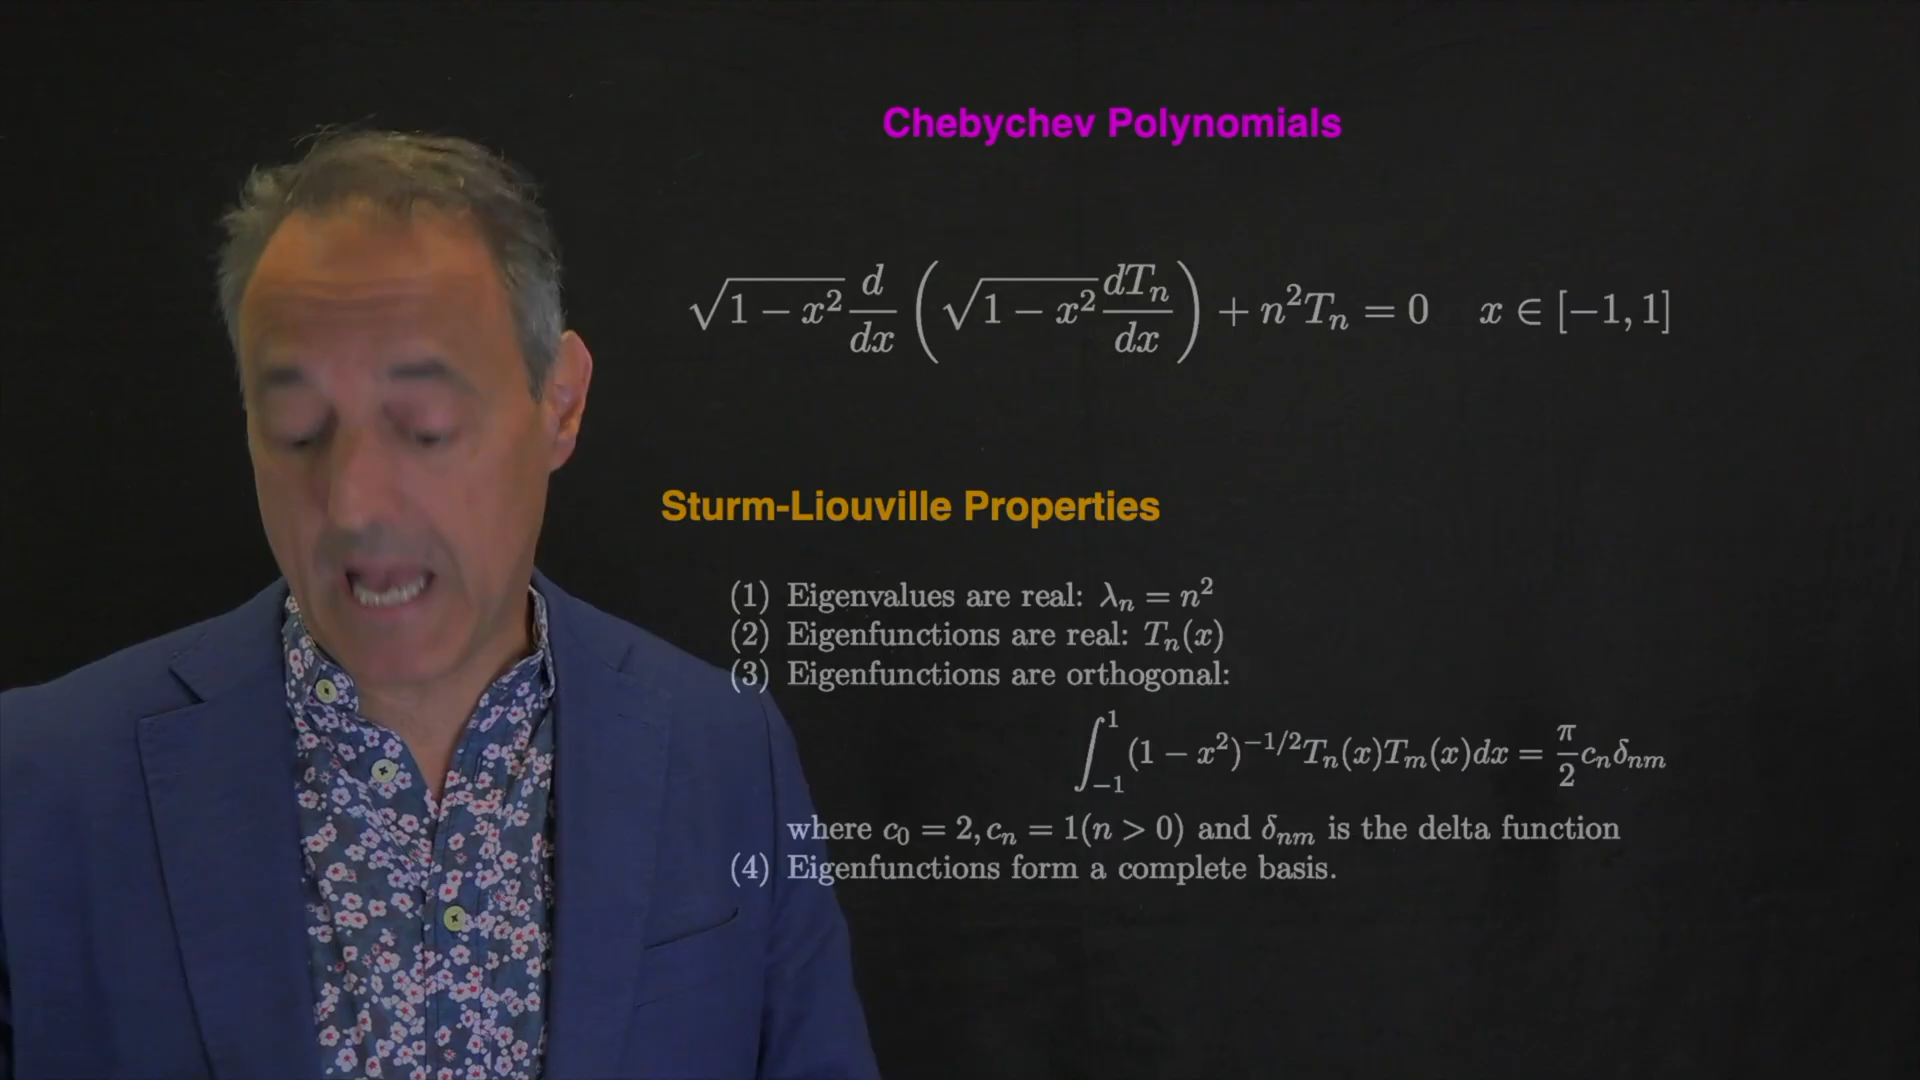 Chebychev Polynomials
√1 − x² d/dx (√1 − x² dTₙ/dx) + n²Tₙ = 0 x ∈ [−1, 1]
Sturm-Liouville Properties
(1) Eigenvalues are real: λₙ = n²
(2) Eigenfunctions are real: Tₙ(x)
(3) Eigenfunctions are orthogonal:
∫₋₁¹ (1 − x²)^−1/2 Tₙ(x)Tₘ(x)dx = π/2 cₙδₙₘ
where c₀ = 2, cₙ = 1(n > 0) and δₙₘ is the delta function
(4) Eigenfunctions form a complete basis.